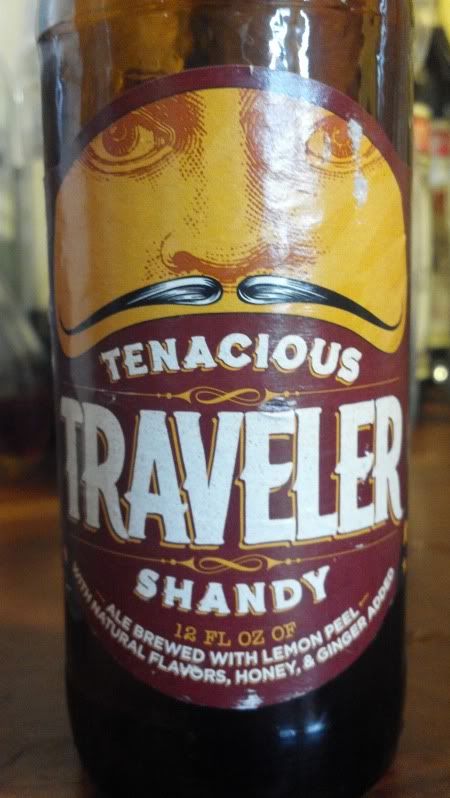 TENACIOUS
TRAVELER
SHANDY
12 FL OZ OF
ALE BREWED WITH LEMON PEEL
WITH NATURAL FLAVORS, HONEY, & GINGER ADDED